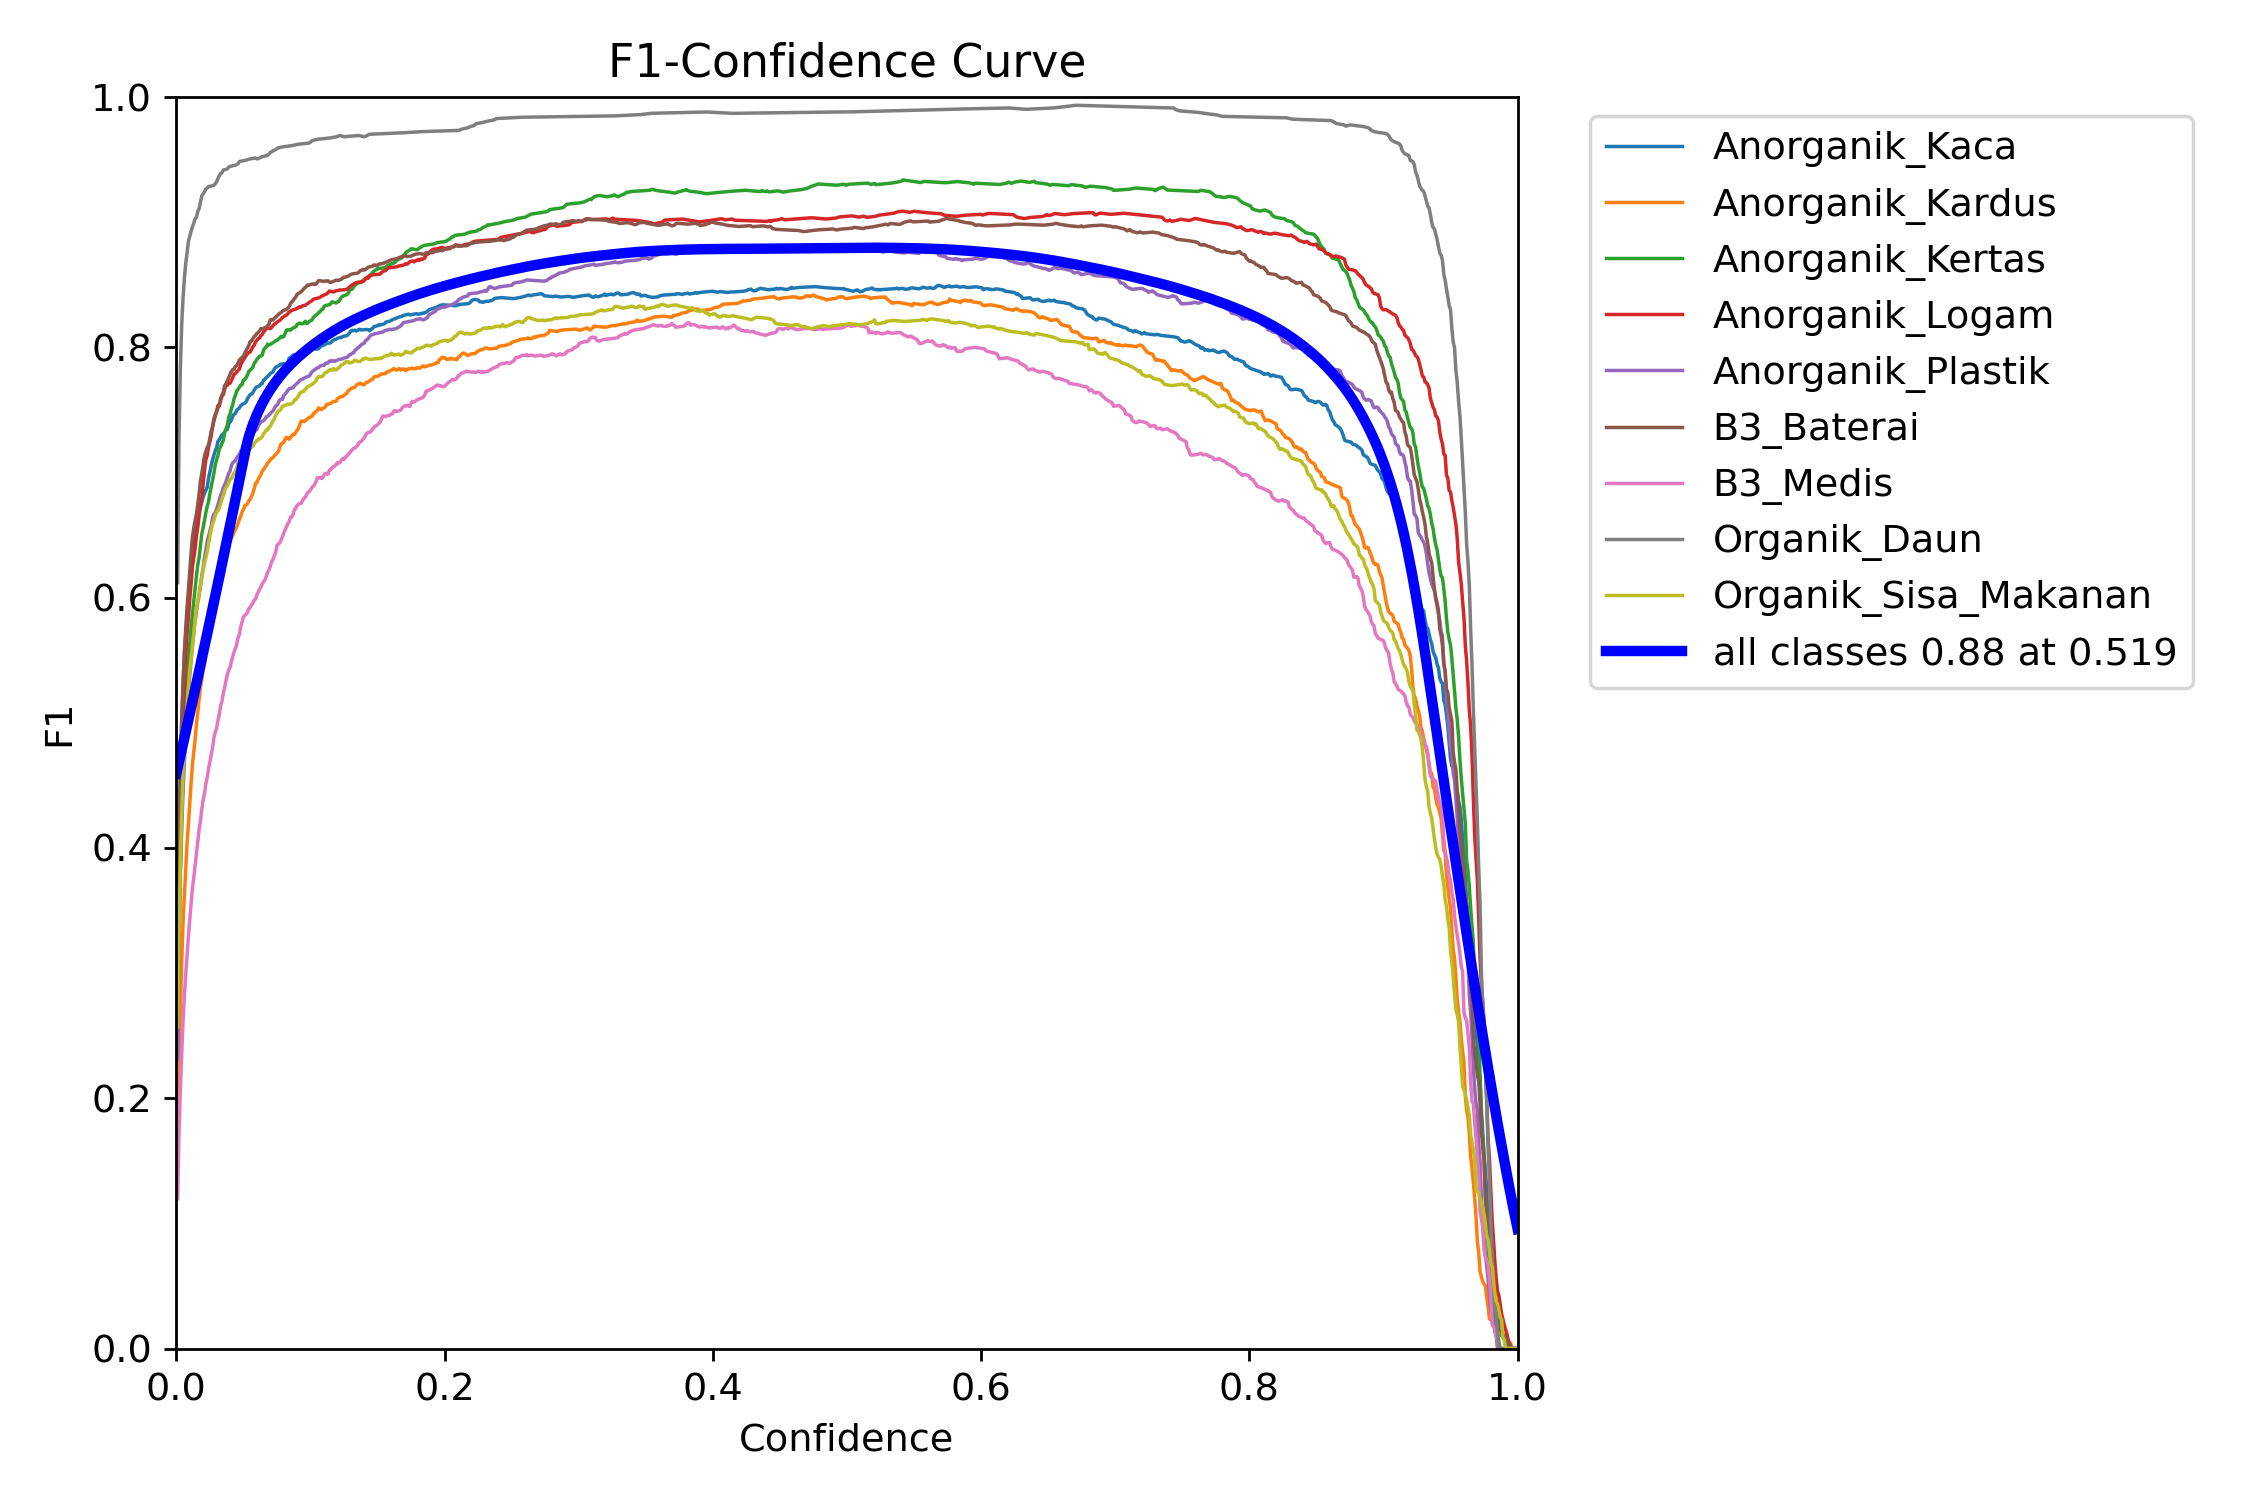 F1-Confidence Curve
1.0
0.8
0.6
0.4
0.2
0.0
F1
0.0
0.2
0.4
0.6
0.8
1.0
Confidence
Anorganik_Kaca
Anorganik_Kardus
Anorganik_Kertas
Anorganik_Logam
Anorganik_Plastik
B3_Baterai
B3_Medis
Organik_Daun
Organik_Sisa_Makanan
all classes 0.88 at 0.519